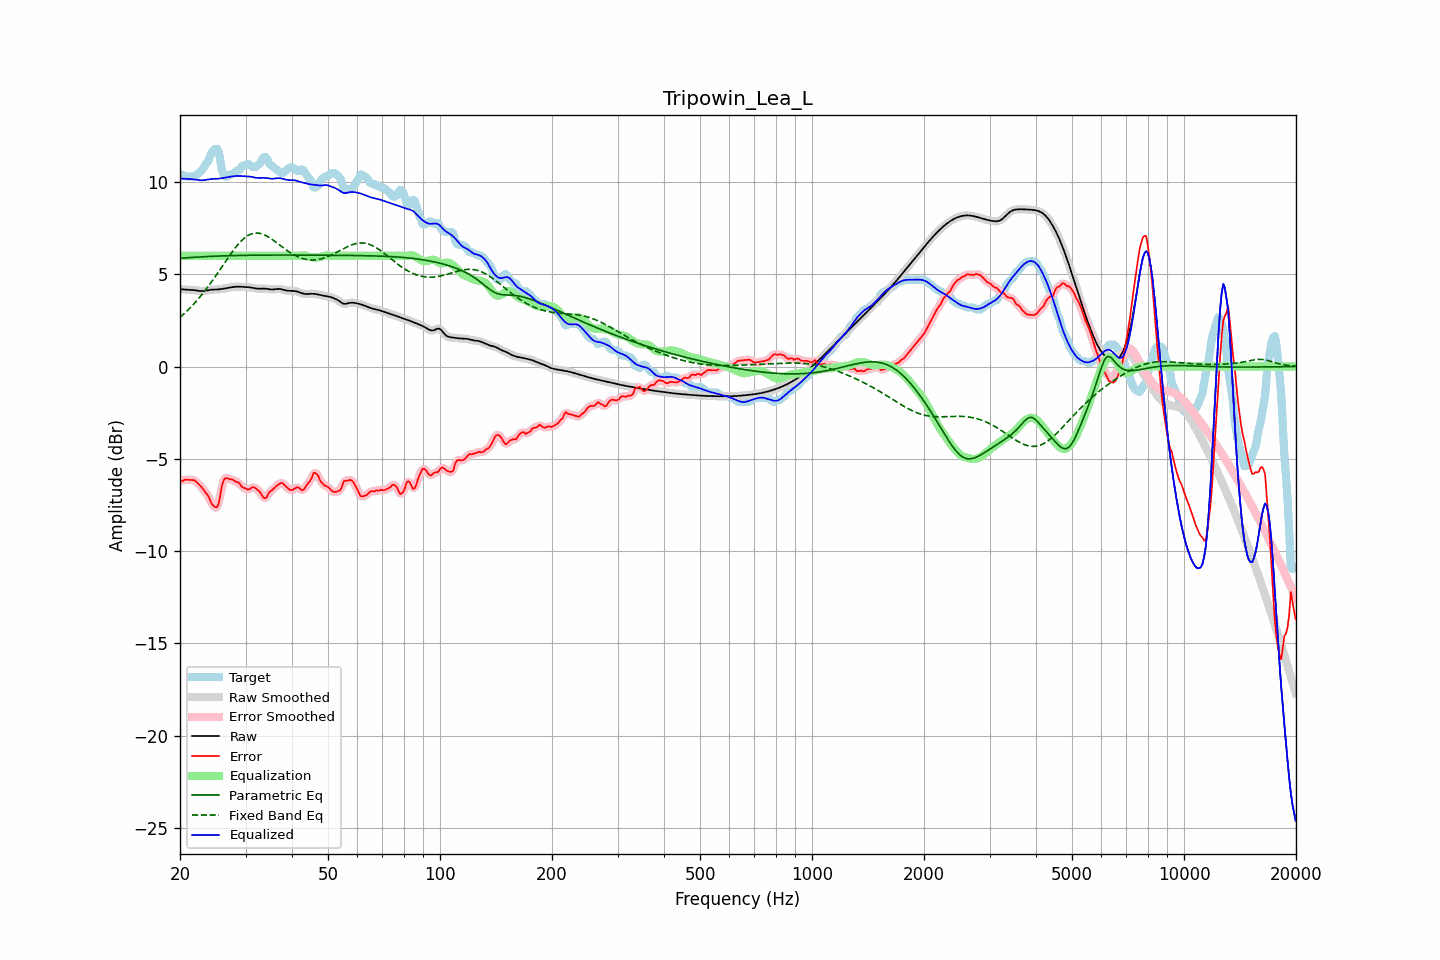 Tripowin_Lea_L
Amplitude (dBr)
10
5
0
−5
−10
−15
−20
−25
Target
Raw Smoothed
Error Smoothed
Raw
Error
Equalization
Parametric Eq
Fixed Band Eq
Equalized
20 50 100 200 500 1000 2000 5000 10000 20000
Frequency (Hz)